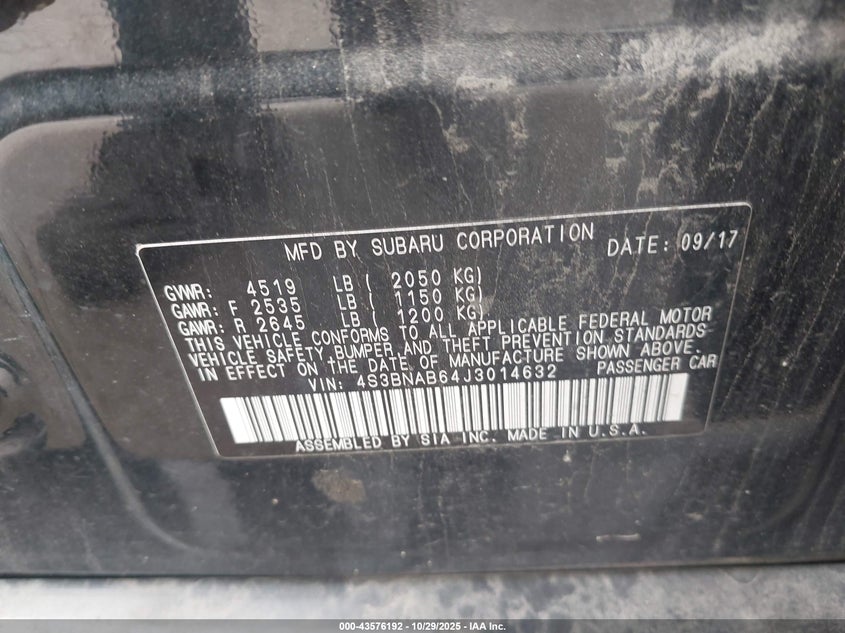 MFD BY SUBARU CORPORATION DATE: 09/17
GVWR: 4519 LB ( 2050 KG)
GAWR: F 2535 LB ( 1150 KG)
GAWR: R 2645 LB ( 1200 KG)
THIS VEHICLE CONFORMS TO ALL APPLICABLE FEDERAL MOTOR
VEHICLE SAFETY, BUMPER AND THEFT PREVENTION STANDARDS
IN EFFECT ON THE DATE OF MANUFACTURE SHOWN ABOVE.
VIN: 4S3BNAB64J3014632 PASSENGER CAR
ASSEMBLED BY SIA INC. MADE IN U.S.A.
000-43576192 - 10/29/2025 - IAA Inc.